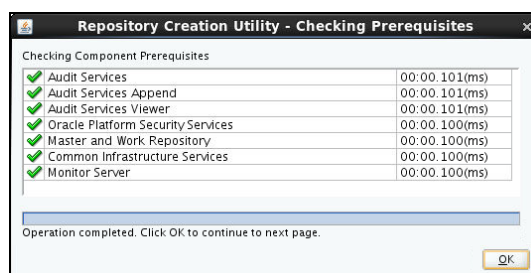 Repository Creation Utility - Checking Prerequisites
Checking Component Prerequisites
Audit Services 00:00.101(ms)
Audit Services Append 00:00.101(ms)
Audit Services Viewer 00:00.101(ms)
Oracle Platform Security Services 00:00.100(ms)
Master and Work Repository 00:00.100(ms)
Common Infrastructure Services 00:00.100(ms)
Monitor Server 00:00.100(ms)
Operation completed. Click OK to continue to next page.
OK